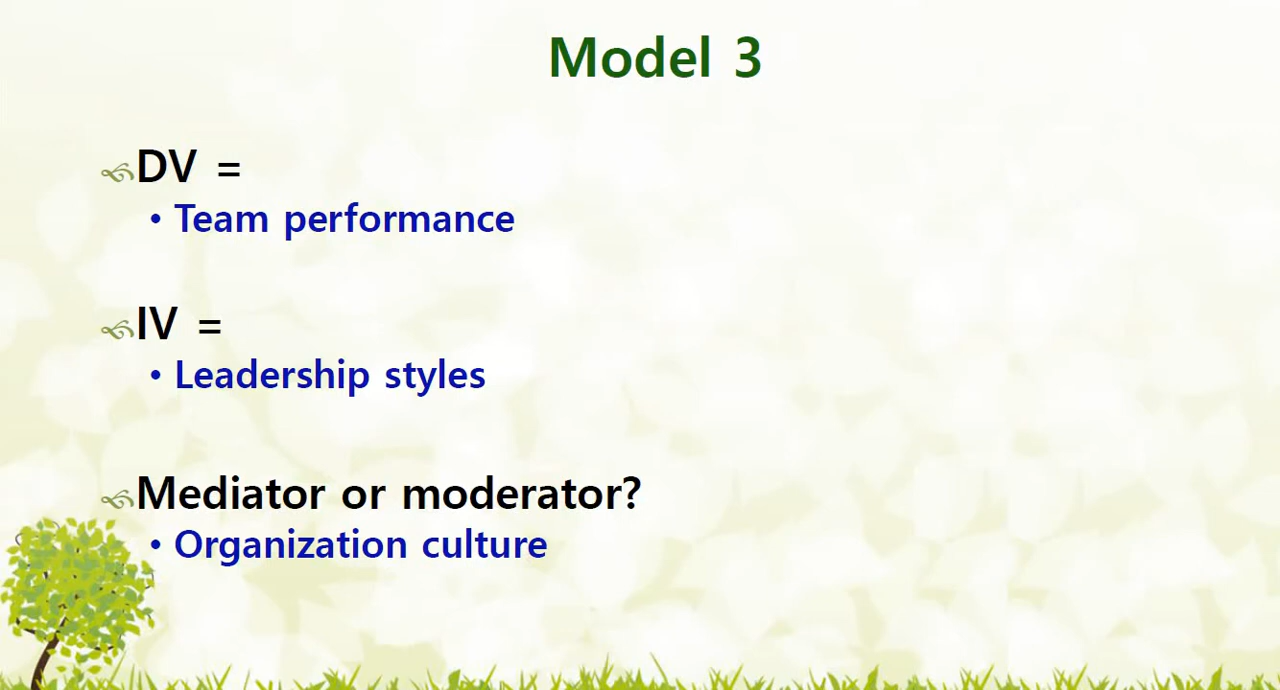 Model 3
DV =
• Team performance
IV =
• Leadership styles
Mediator or moderator?
• Organization culture